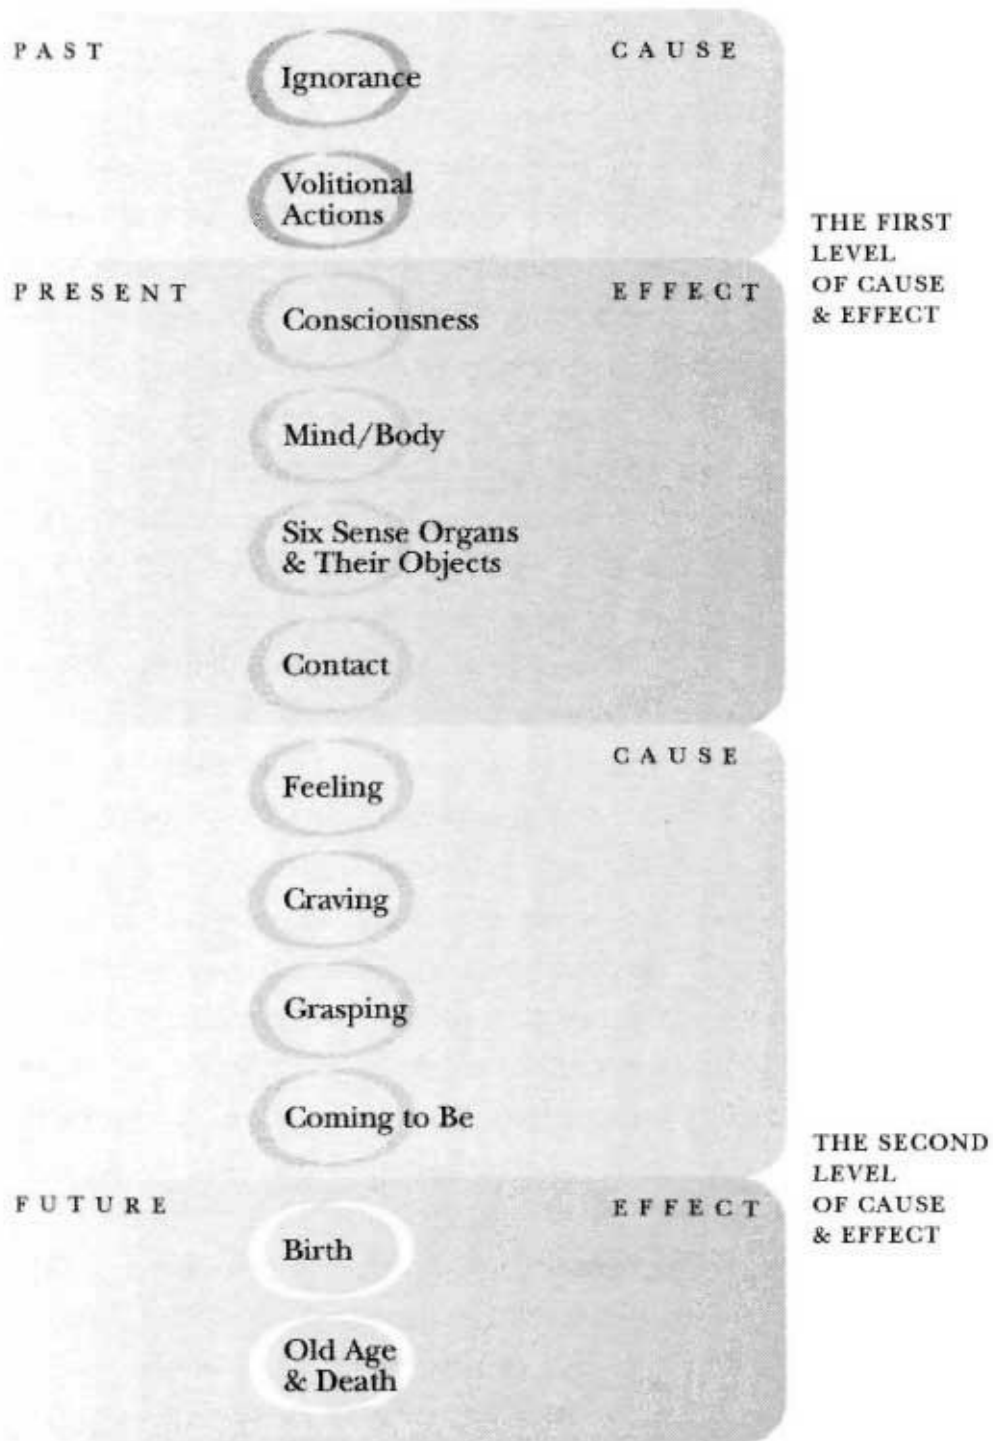 PAST
CAUSE
Ignorance
Volitional
Actions
THE FIRST
LEVEL
OF CAUSE
& EFFECT
PRESENT
EFFECT
Consciousness
Mind/Body
Six Sense Organs
& Their Objects
Contact
CAUSE
Feeling
Craving
Grasping
Coming to Be
THE SECOND
LEVEL
OF CAUSE
& EFFECT
FUTURE
EFFECT
Birth
Old Age
& Death